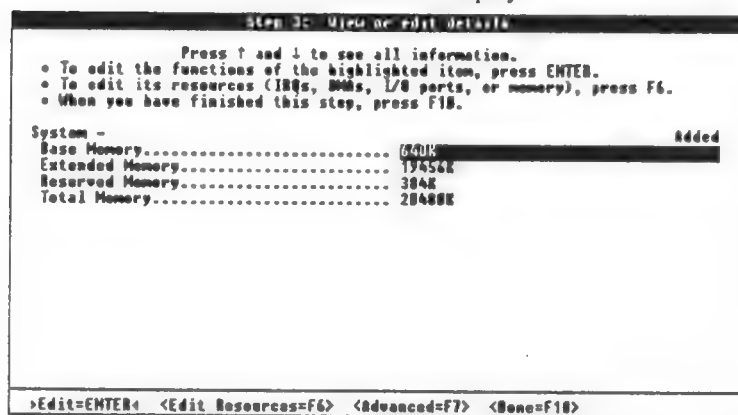 Step 3: View or edit details
Press ↑ and ↓ to see all information.
• To edit the functions of the highlighted item, press ENTER.
• To edit its resources (IRQs, DMAs, I/O ports, or memory), press F6.
• When you have finished this step, press F10.
System - Added
Base Memory................................ 640K
Extended Memory............................ 19456K
Reserved Memory............................ 384K
Total Memory............................... 20480K
>Edit=ENTER< <Edit Resources=F6> <Advanced=F7> <Done=F10>